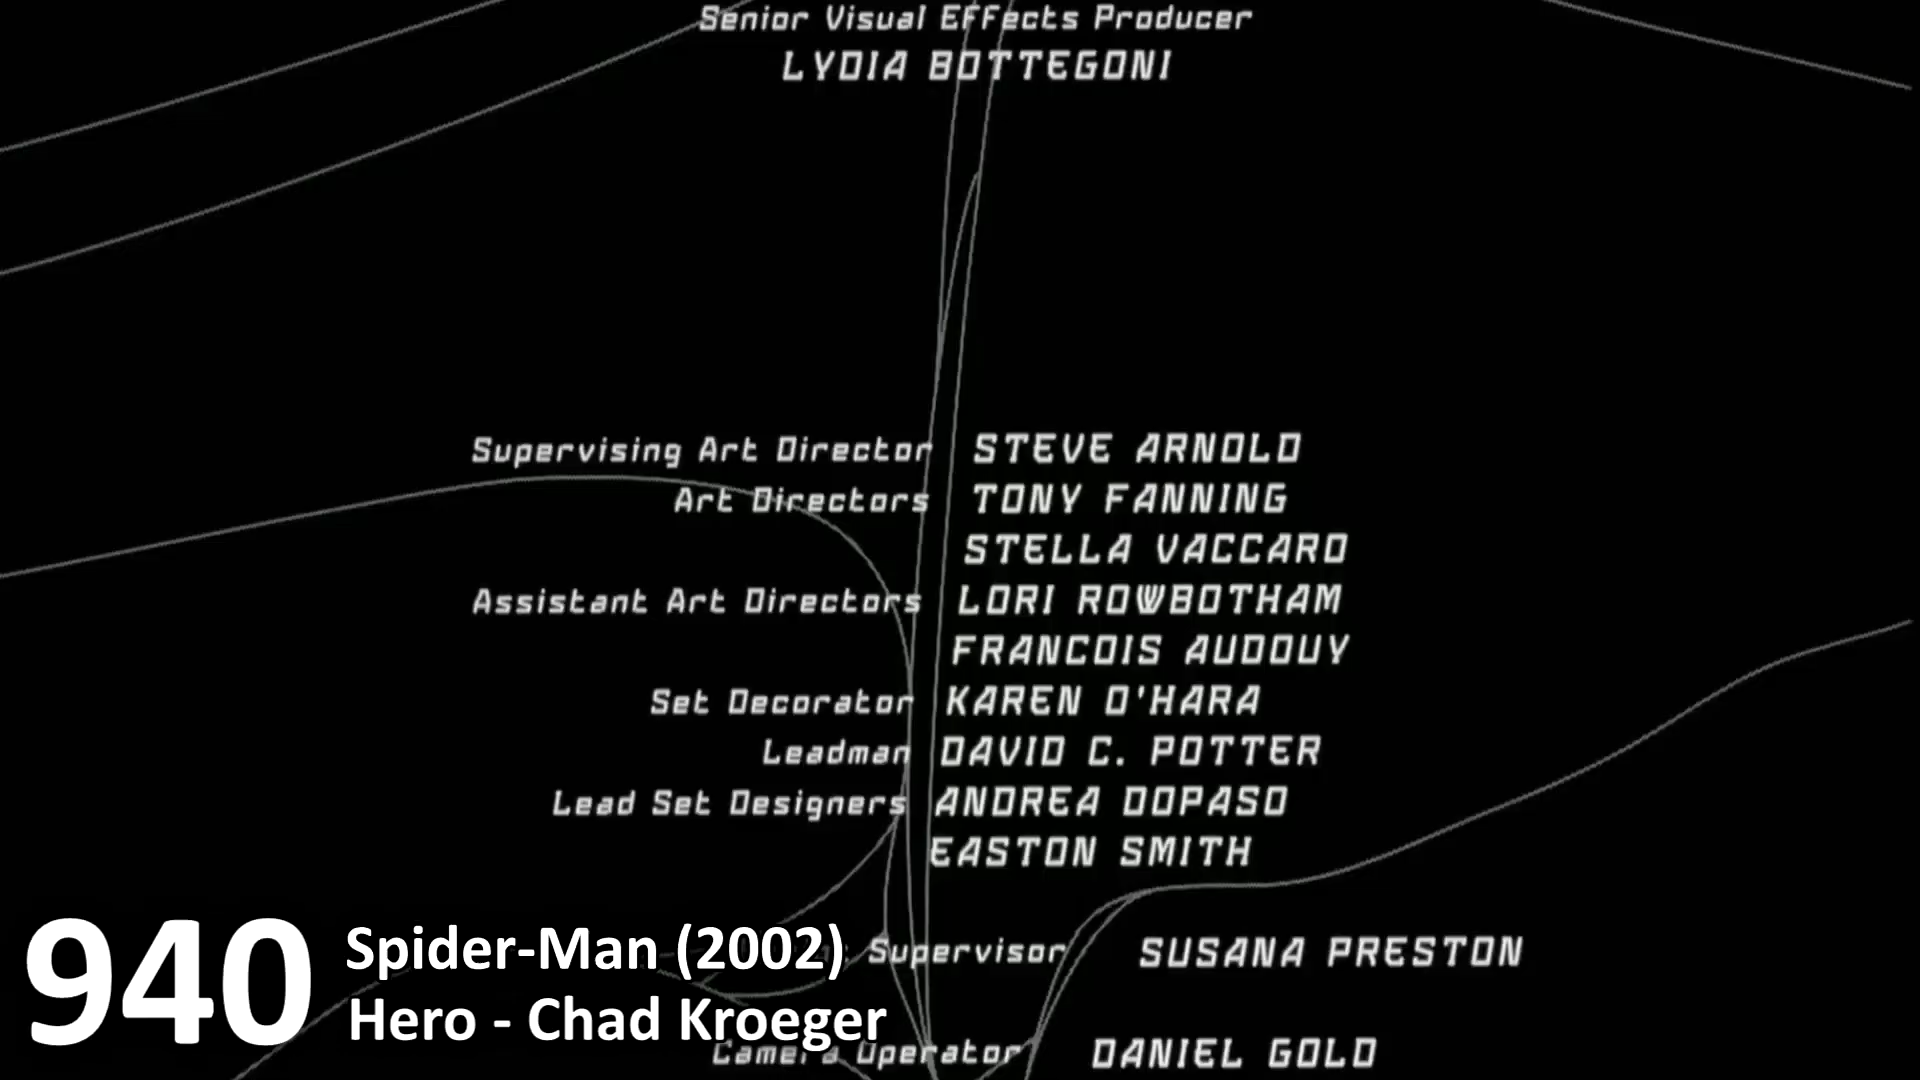 Senior Visual Effects Producer
LYDIA BOTTEGONI
Supervising Art Director STEVE ARNOLD
Art Directors TONY FANNING
STELLA VACCARO
Assistant Art Directors LORI ROWBOTHAM
FRANCOIS AUDOUY
Set Decorator KAREN O'HARA
Leadman DAVID C. POTTER
Lead Set Designers ANDREA DOPASO
EASTON SMITH
Supervisor SUSANA PRESTON
940
Spider-Man (2002)
Hero - Chad Kroeger
Camera Operator DANIEL GOLD